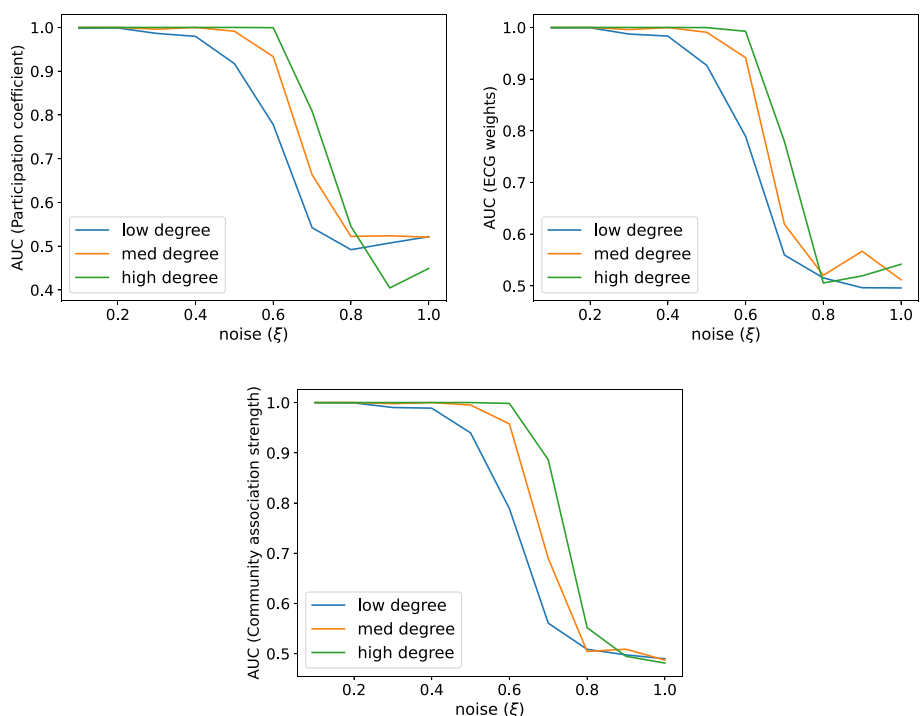 AUC (Participation coefficient)
1.0
0.9
0.8
0.7
0.6
0.5
0.4
low degree
med degree
high degree
0.2 0.4 0.6 0.8 1.0
noise (ξ)
AUC (ECG weights)
1.0
0.9
0.8
0.7
0.6
0.5
low degree
med degree
high degree
0.2 0.4 0.6 0.8 1.0
noise (ξ)
AUC (Community association strength)
1.0
0.9
0.8
0.7
0.6
0.5
low degree
med degree
high degree
0.2 0.4 0.6 0.8 1.0
noise (ξ)